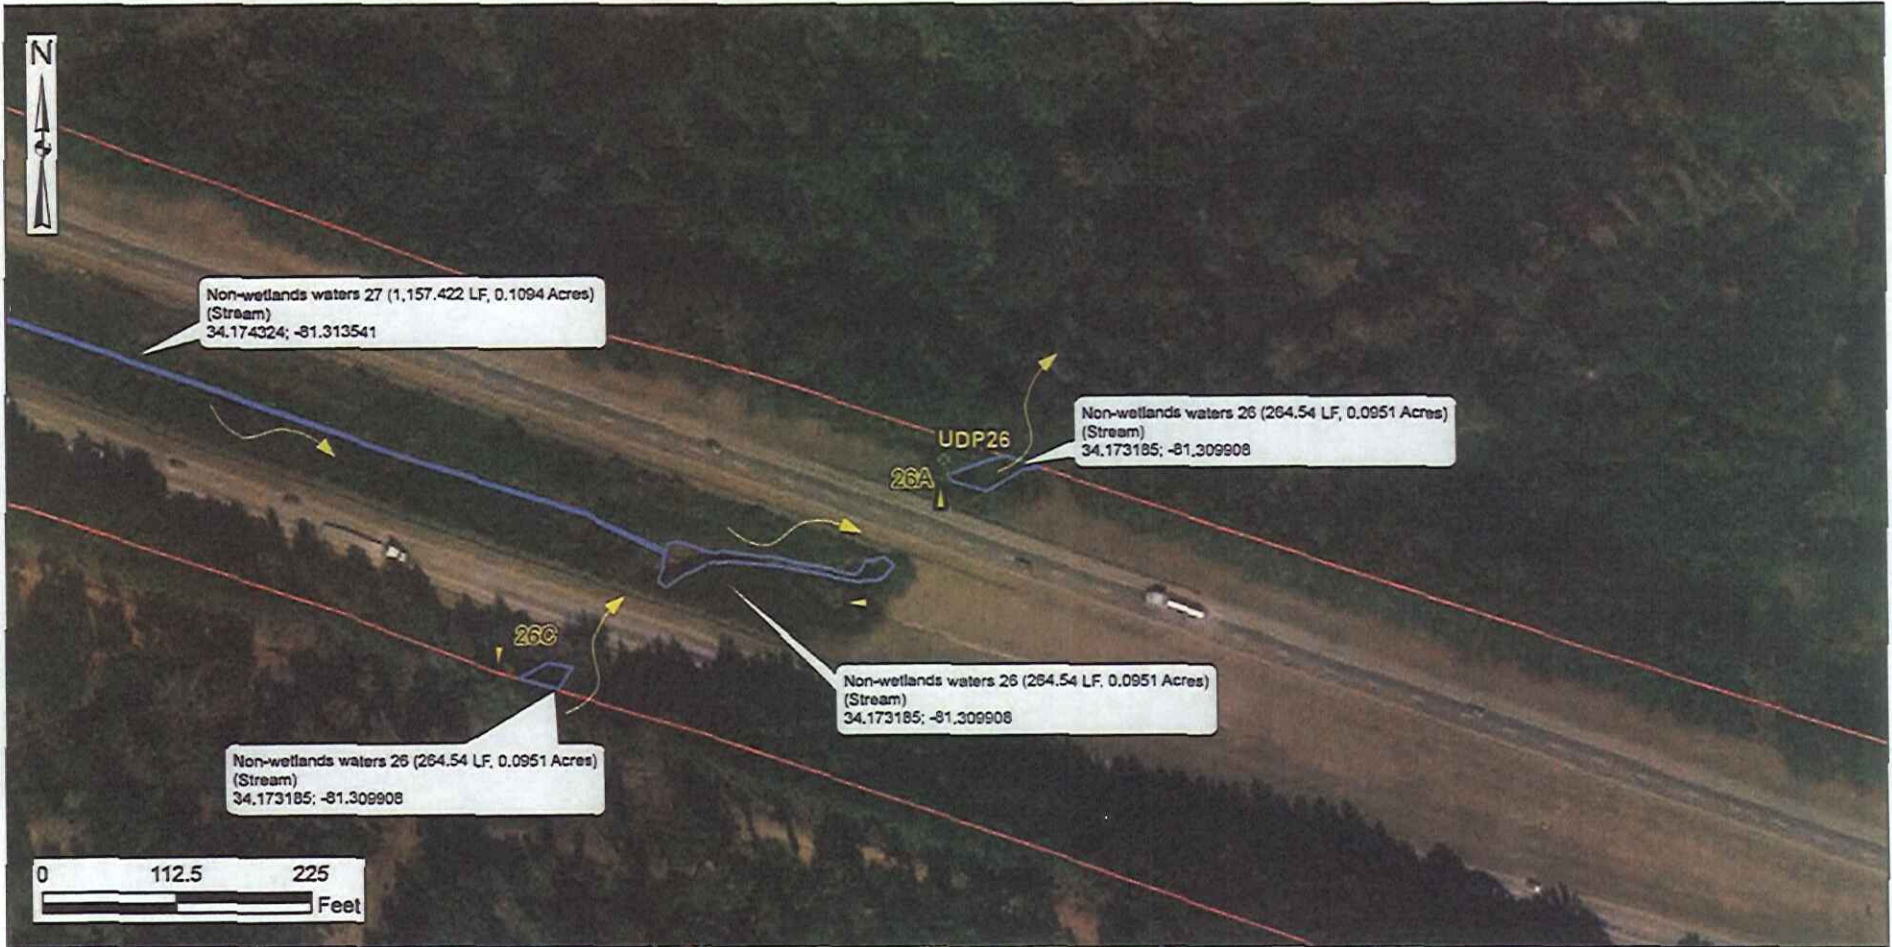 N
Non-wetlands waters 27 (1,157.422 LF, 0.1094 Acres)
(Stream)
34.174324; -81.313541
Non-wetlands waters 26 (264.54 LF, 0.0951 Acres)
(Stream)
34.173185; -81.309908
UDP26
26A
26C
Non-wetlands waters 26 (264.54 LF, 0.0951 Acres)
(Stream)
34.173185; -81.309908
Non-wetlands waters 26 (264.54 LF, 0.0951 Acres)
(Stream)
34.173185; -81.309908
0 112.5 225
Feet